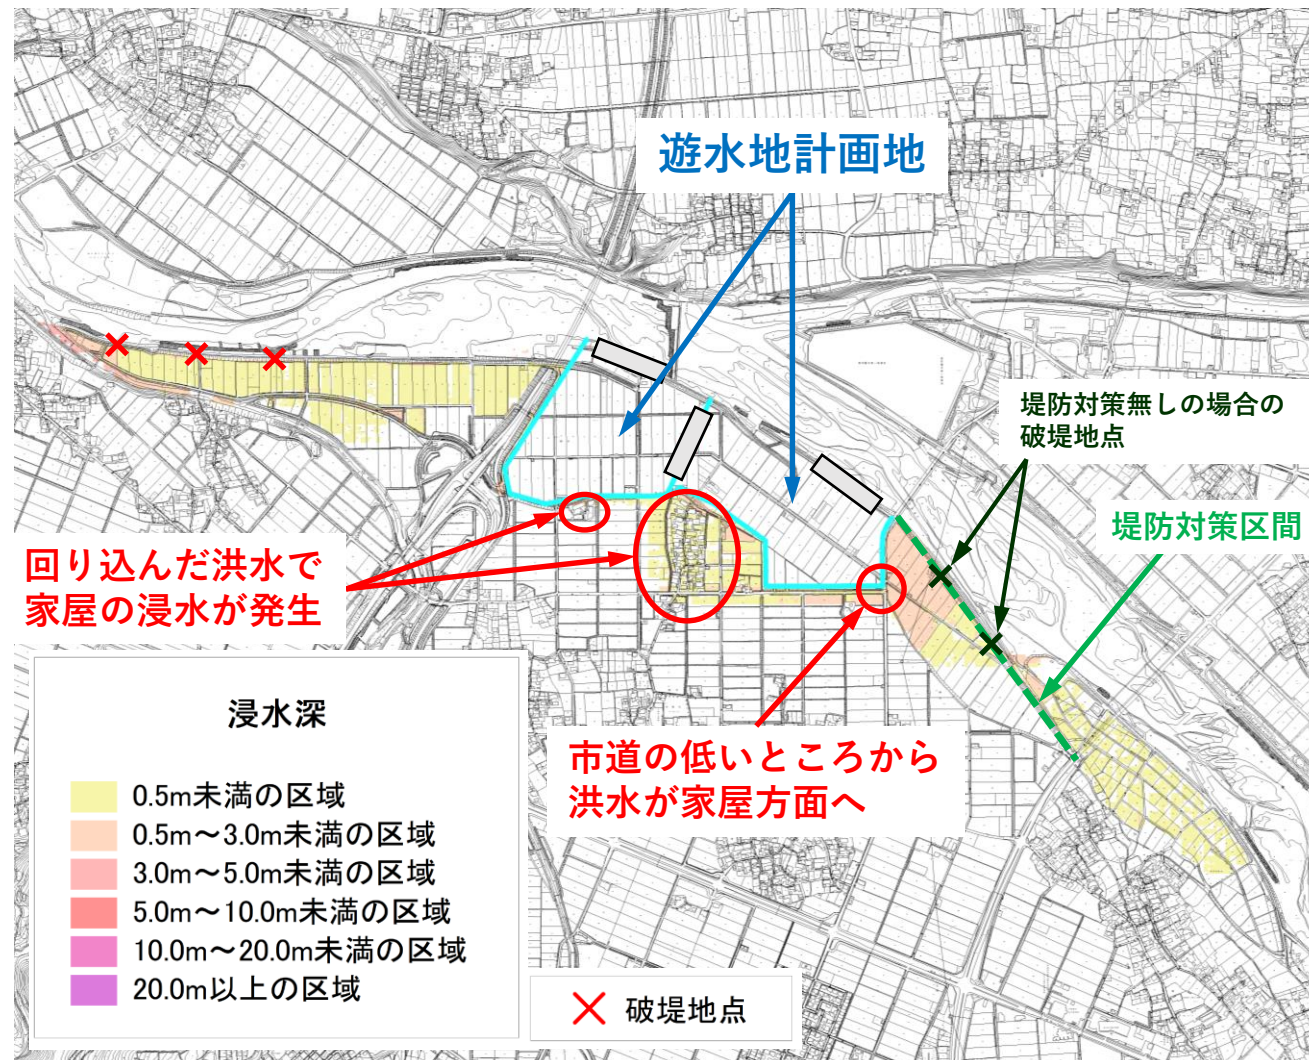 遊水地計画地
堤防対策無しの場合の
破堤地点
堤防対策区間
回り込んだ洪水で
家屋の浸水が発生
市道の低いところから
洪水が家屋方面へ
浸水深
0.5m未満の区域
0.5m～3.0m未満の区域
3.0m～5.0m未満の区域
5.0m～10.0m未満の区域
10.0m～20.0m未満の区域
20.0m以上の区域
破堤地点